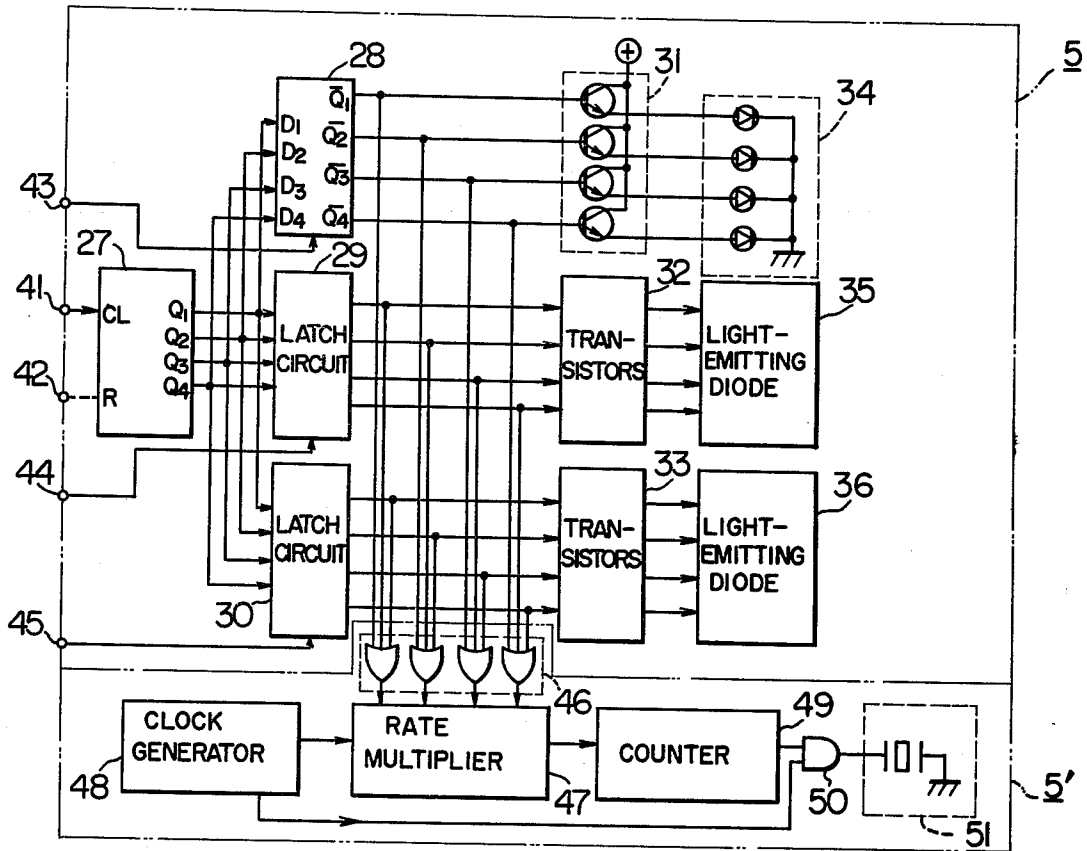 5
28
31
34
Q̅1
D1
Q̅2
D2
Q̅3
D3
Q̅4
D4
43
27
29
32
35
41
CL
Q1
Q2
Q3
Q4
LATCH
CIRCUIT
TRAN-
SISTORS
LIGHT-
EMITTING
DIODE
42
R
44
33
36
LATCH
CIRCUIT
TRAN-
SISTORS
LIGHT-
EMITTING
DIODE
30
45
46
49
CLOCK
GENERATOR
RATE
MULTIPLIER
COUNTER
48
47
50
51
5'